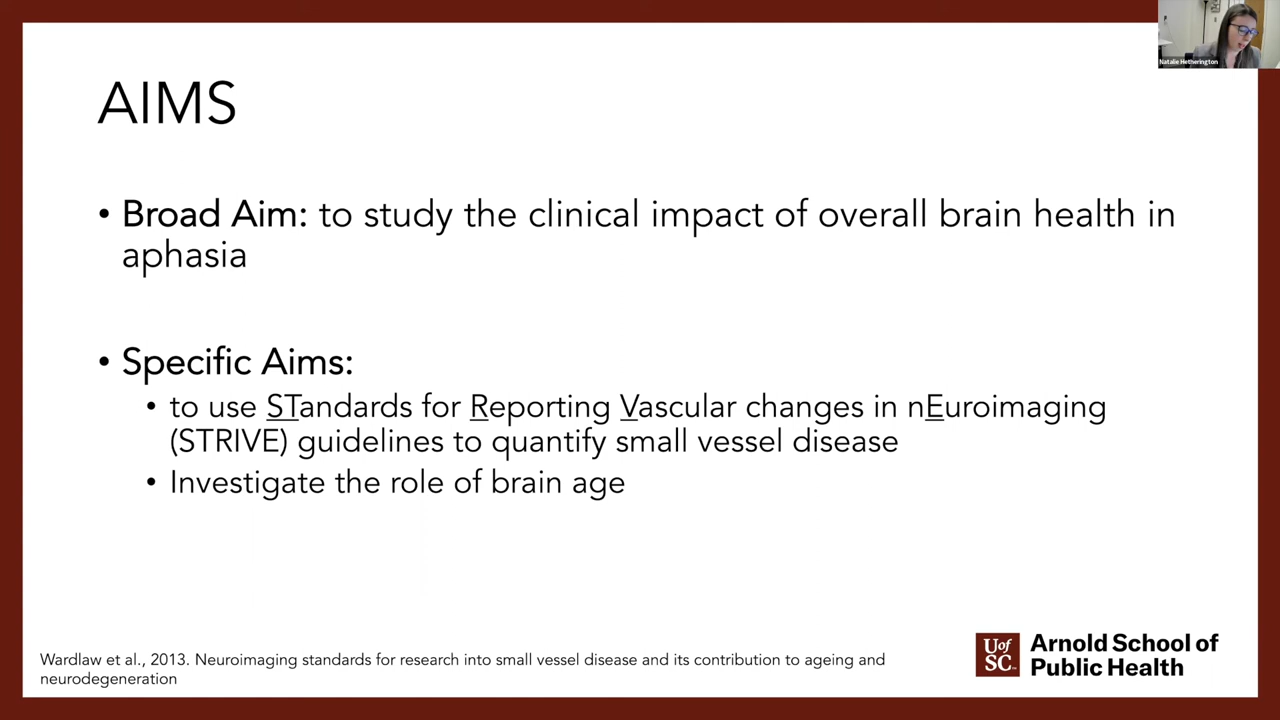 Natalie Hetherington
AIMS
• Broad Aim: to study the clinical impact of overall brain health in
aphasia
• Specific Aims:
• to use STandards for Reporting Vascular changes in nEuroimaging
(STRIVE) guidelines to quantify small vessel disease
• Investigate the role of brain age
Wardlaw et al., 2013. Neuroimaging standards for research into small vessel disease and its contribution to ageing and
neurodegeneration
UofSC
Arnold School of
Public Health